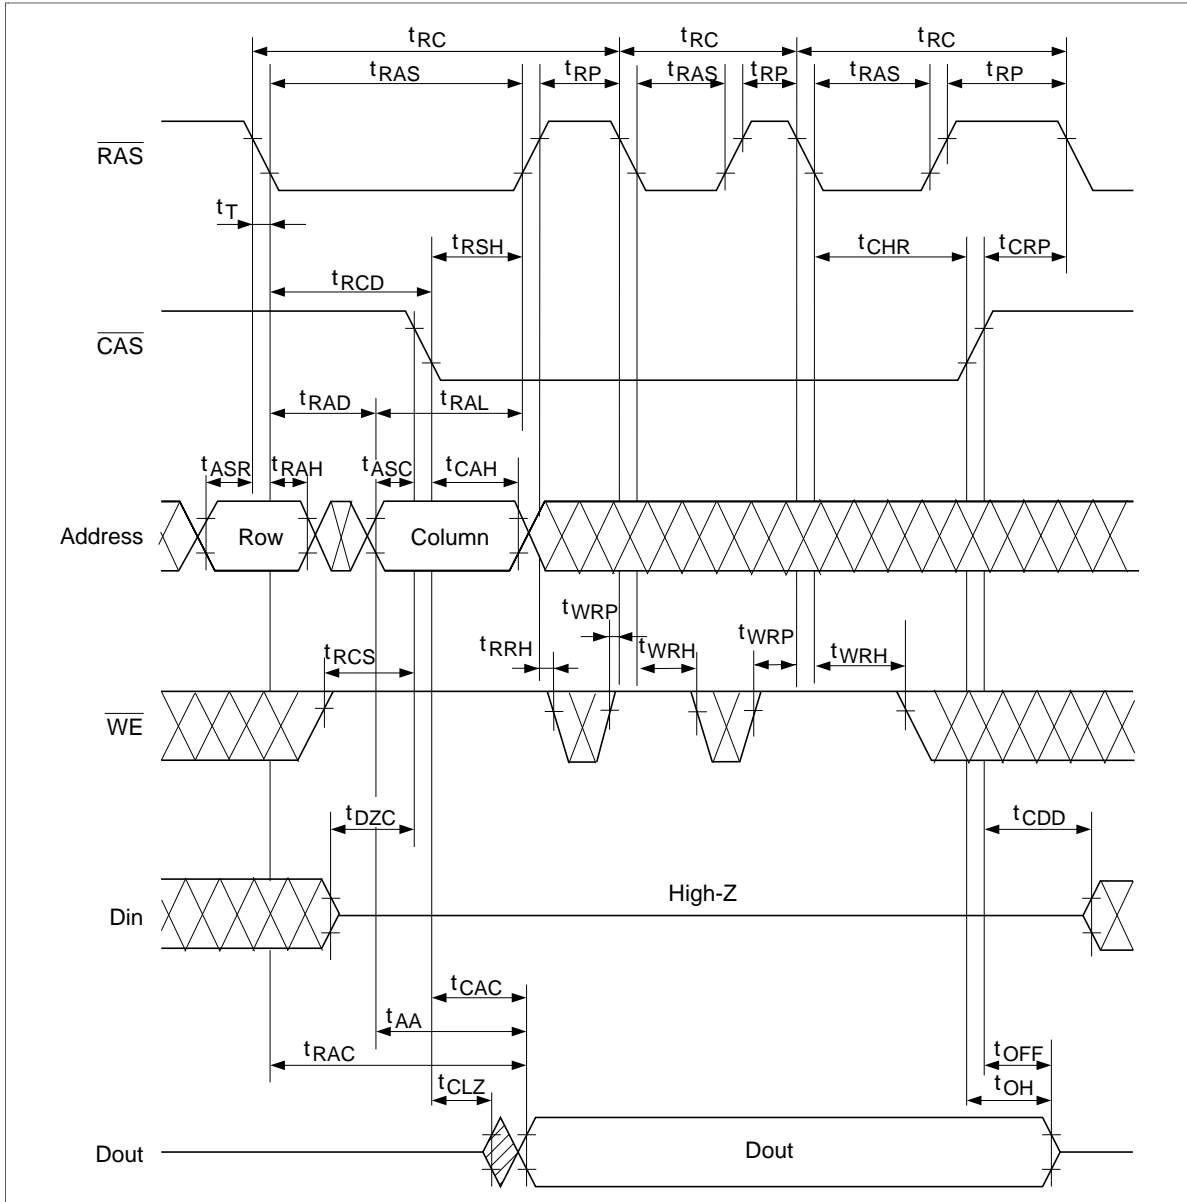 tRC tRC tRC
tRAS tRP tRAS tRP tRAS tRP
RAS
tT
tRSH tCHR tCRP
tRCD
CAS
tRAD tRAL
tASR tRAH tASC tCAH
Address Row Column
tWRP
tRRH tWRH tWRP
tRCS tWRH
WE
tDZC tCDD
High-Z
Din
tCAC
tAA
tRAC tOFF
tCLZ tOH
Dout Dout